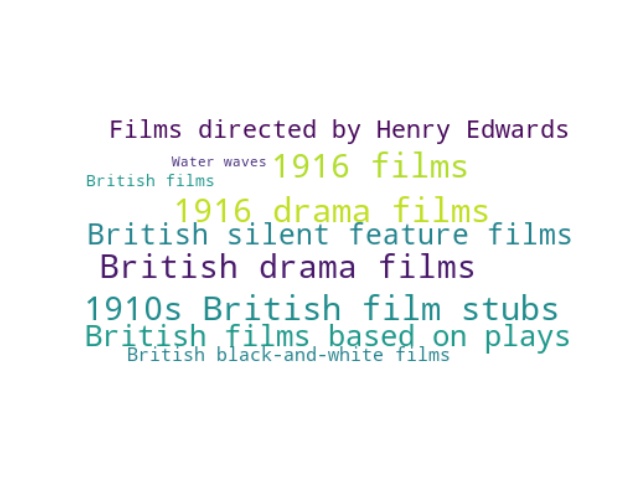 Films directed by Henry Edwards
Water waves 1916 films
British films
1916 drama films
British silent feature films
British drama films
1910s British film stubs
British films based on plays
British black-and-white films